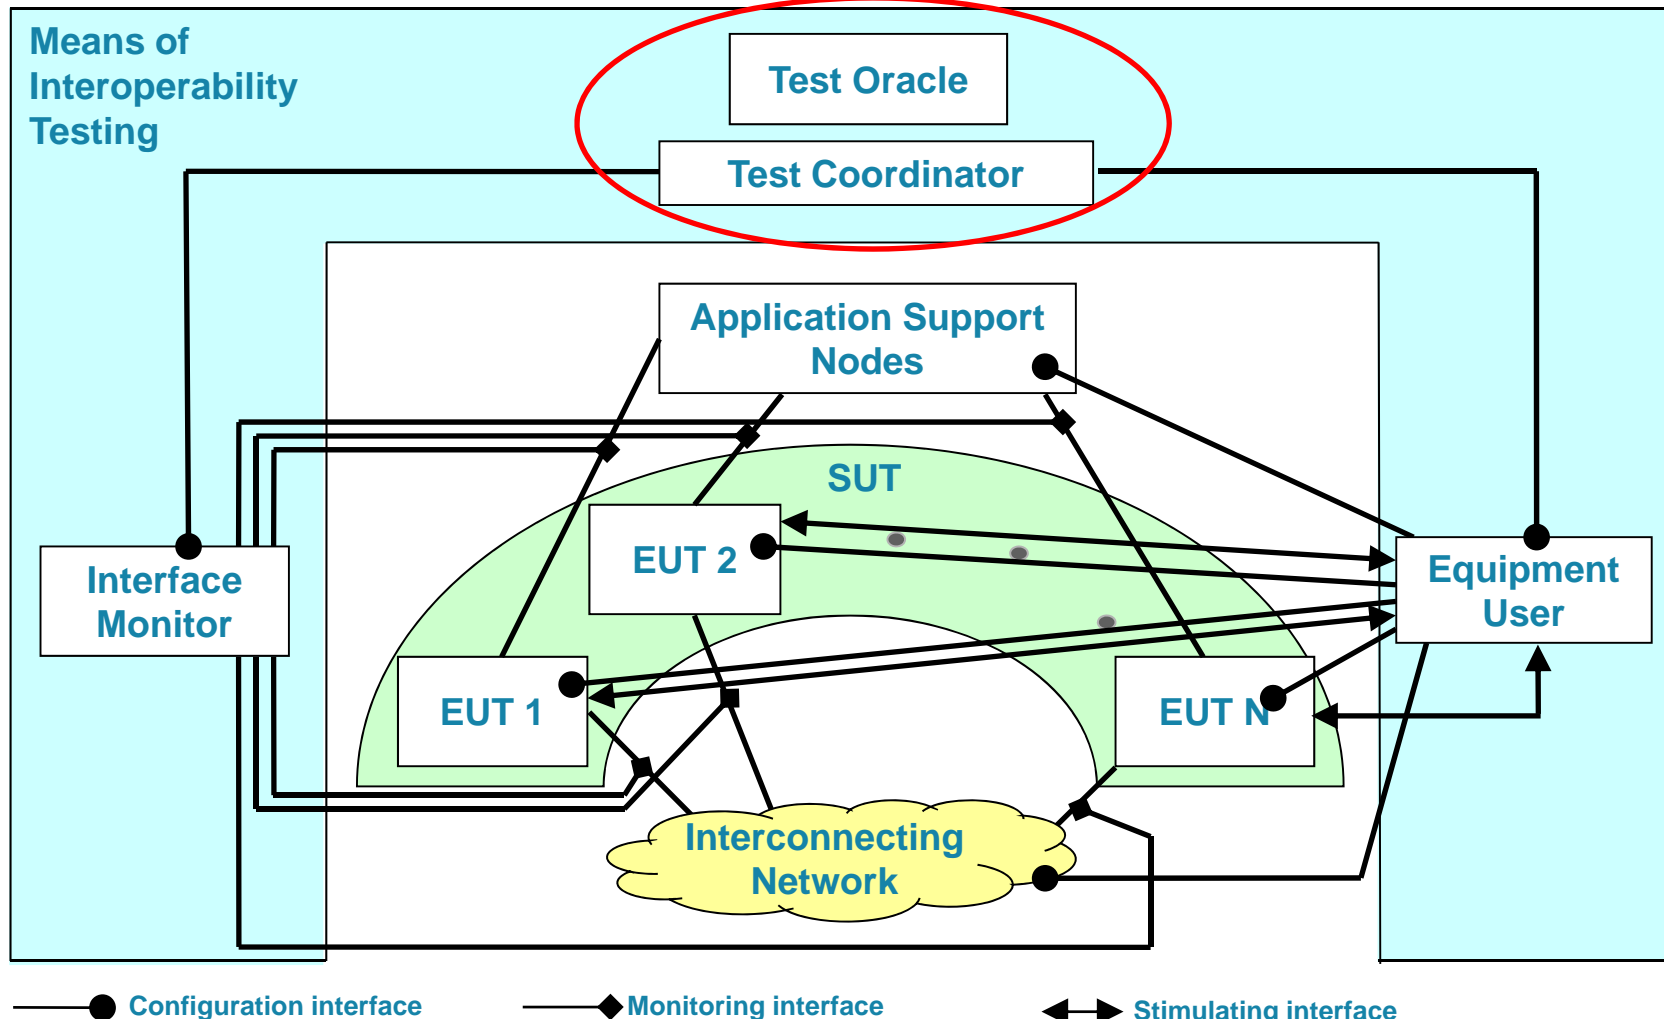 Means of
Interoperability
Testing
Test Oracle
Test Coordinator
Application Support
Nodes
SUT
EUT 2
Interface
Monitor
Equipment
User
EUT 1
EUT N
Interconnecting
Network
Configuration interface
Monitoring interface
Stimulating interface